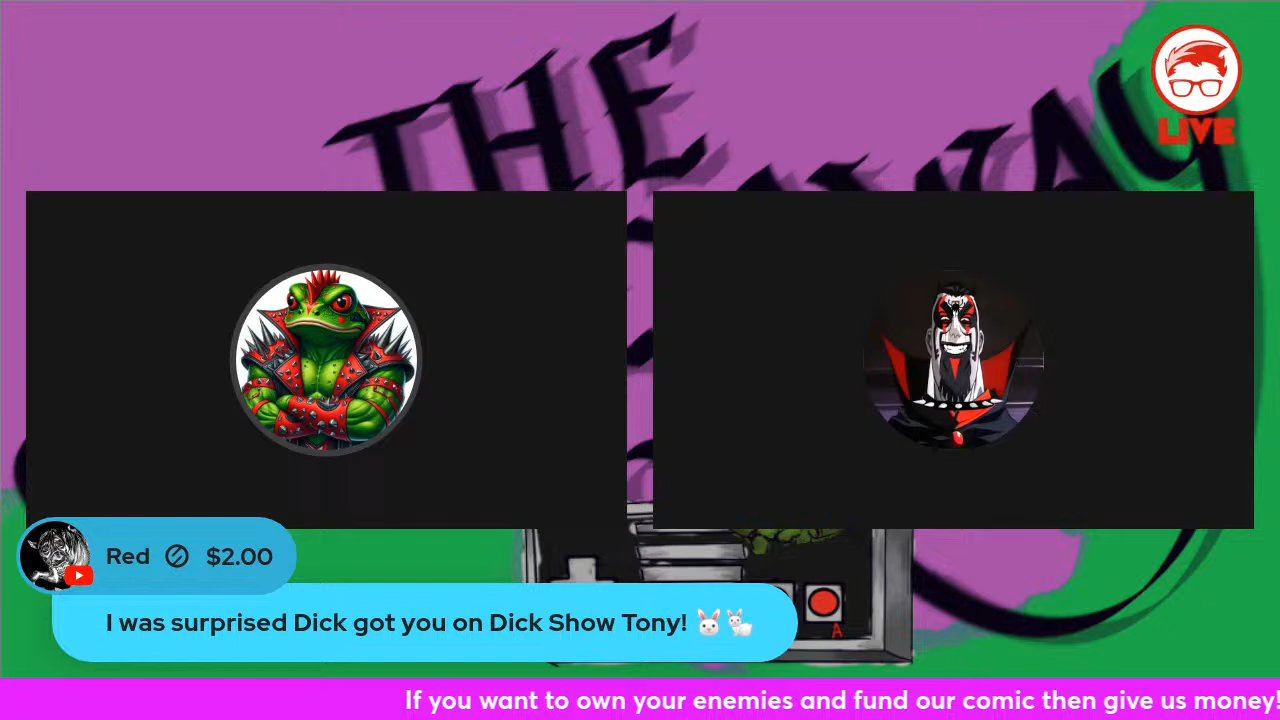 THE
LIVE
Red $2.00
I was surprised Dick got you on Dick Show Tony! 🐰🐇
A
If you want to own your enemies and fund our comic then give us money!